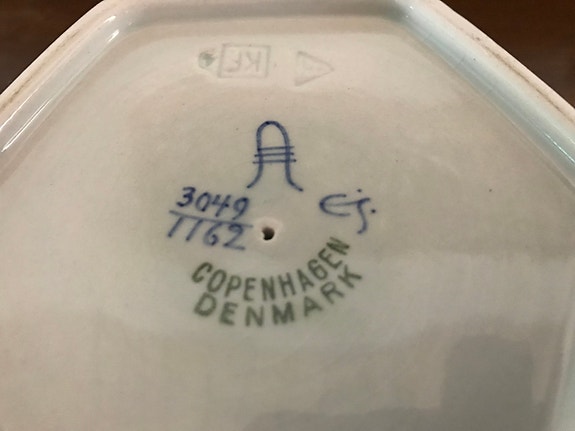 KF
3049
1162
Ej.
COPENHAGEN
DENMARK